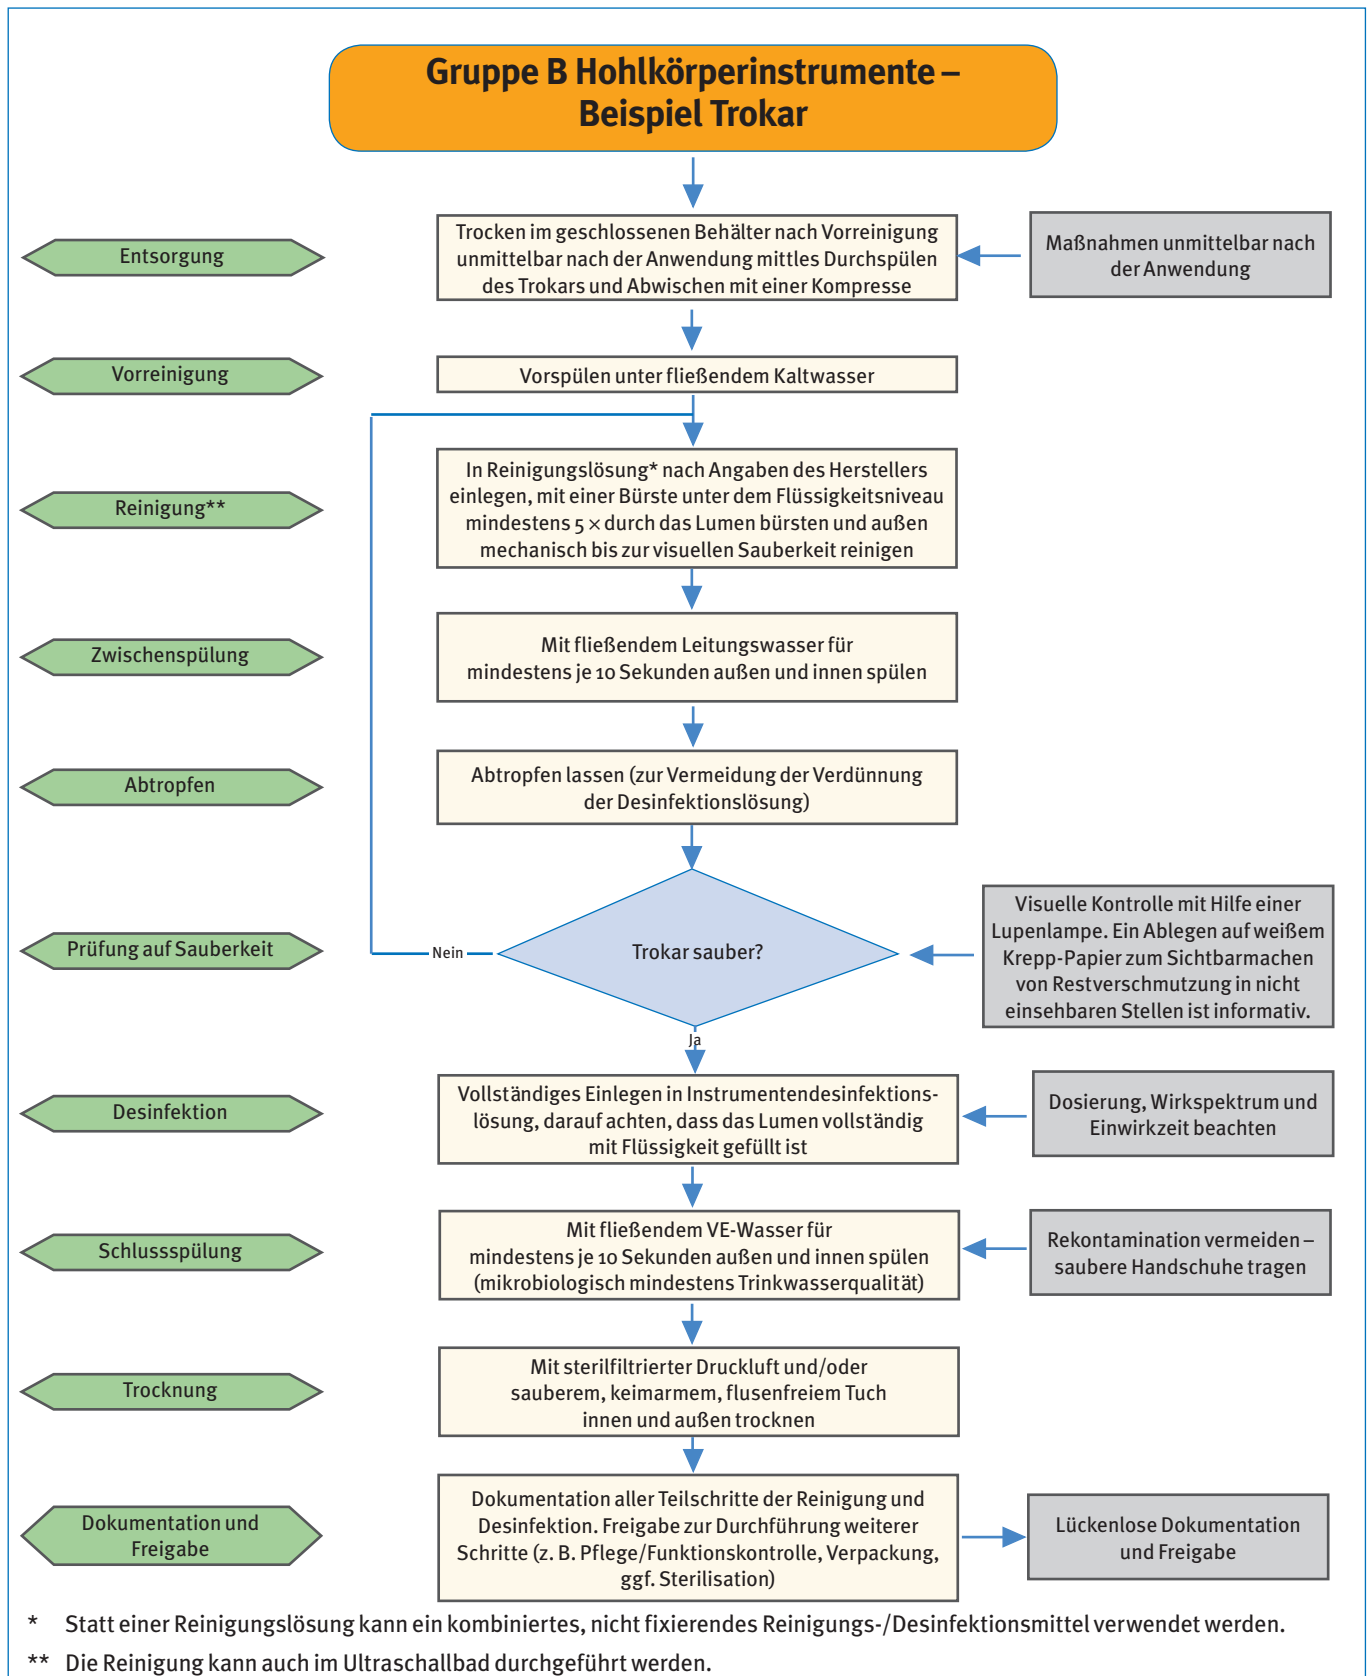 Gruppe B Hohlkörperinstrumente –
Beispiel Trokar
Entsorgung
Trocken im geschlossenen Behälter nach Vorreinigung
unmittelbar nach der Anwendung mittles Durchspülen
des Trokars und Abwischen mit einer Kompresse
Maßnahmen unmittelbar nach
der Anwendung
Vorreinigung
Vorspülen unter fließendem Kaltwasser
Reinigung**
In Reinigungslösung* nach Angaben des Herstellers
einlegen, mit einer Bürste unter dem Flüssigkeitsniveau
mindestens 5 × durch das Lumen bürsten und außen
mechanisch bis zur visuellen Sauberkeit reinigen
Zwischenspülung
Mit fließendem Leitungswasser für
mindestens je 10 Sekunden außen und innen spülen
Abtropfen
Abtropfen lassen (zur Vermeidung der Verdünnung
der Desinfektionslösung)
Prüfung auf Sauberkeit
Nein
Trokar sauber?
Visuelle Kontrolle mit Hilfe einer
Lupenlampe. Ein Ablegen auf weißem
Krepp-Papier zum Sichtbarmachen
von Restverschmutzung in nicht
einsehbaren Stellen ist informativ.
Ja
Desinfektion
Vollständiges Einlegen in Instrumentendesinfektions-
lösung, darauf achten, dass das Lumen vollständig
mit Flüssigkeit gefüllt ist
Dosierung, Wirkspektrum und
Einwirkzeit beachten
Schlussspülung
Mit fließendem VE-Wasser für
mindestens je 10 Sekunden außen und innen spülen
(mikrobiologisch mindestens Trinkwasserqualität)
Rekontamination vermeiden –
saubere Handschuhe tragen
Trocknung
Mit sterilfiltrierter Druckluft und/oder
sauberem, keimarmem, flusenfreiem Tuch
innen und außen trocknen
Dokumentation und
Freigabe
Dokumentation aller Teilschritte der Reinigung und
Desinfektion. Freigabe zur Durchführung weiterer
Schritte (z. B. Pflege/Funktionskontrolle, Verpackung,
ggf. Sterilisation)
Lückenlose Dokumentation
und Freigabe
* Statt einer Reinigungslösung kann ein kombiniertes, nicht fixierendes Reinigungs-/Desinfektionsmittel verwendet werden.
** Die Reinigung kann auch im Ultraschallbad durchgeführt werden.